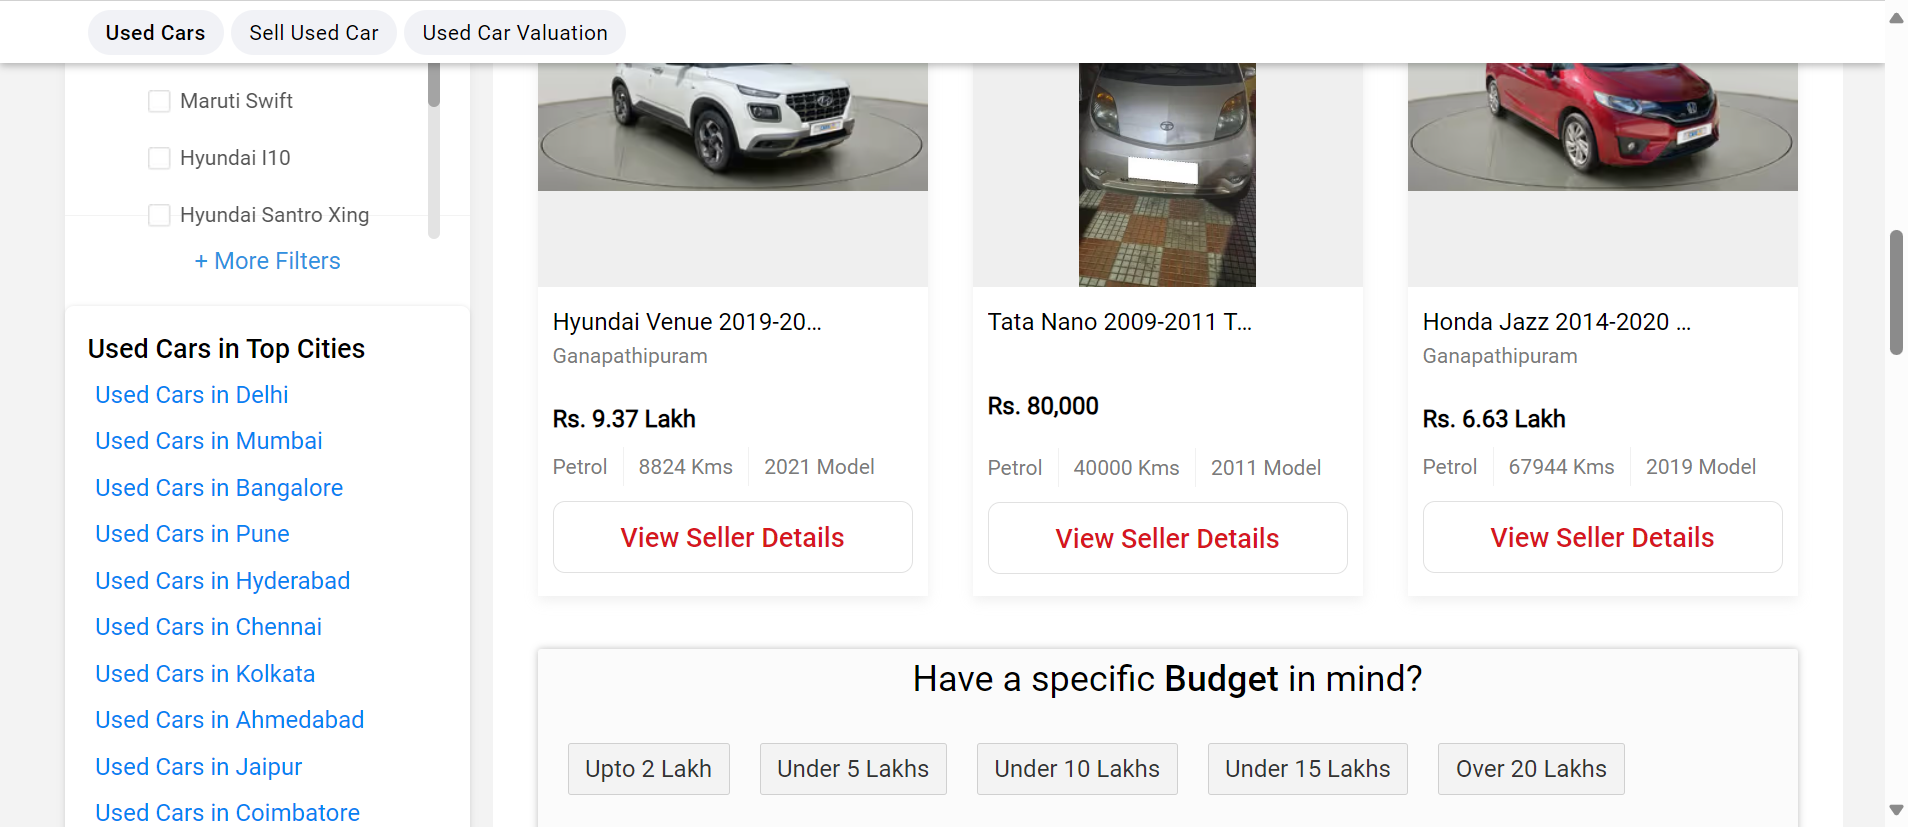 Used Cars
Sell Used Car
Used Car Valuation
Maruti Swift
Hyundai I10
Hyundai Santro Xing
+ More Filters
Used Cars in Top Cities
Used Cars in Delhi
Used Cars in Mumbai
Used Cars in Bangalore
Used Cars in Pune
Used Cars in Hyderabad
Used Cars in Chennai
Used Cars in Kolkata
Used Cars in Ahmedabad
Used Cars in Jaipur
Used Cars in Coimbatore
Hyundai Venue 2019-20...
Ganapathipuram
Rs. 9.37 Lakh
Petrol 8824 Kms 2021 Model
View Seller Details
Tata Nano 2009-2011 T...
Rs. 80,000
Petrol 40000 Kms 2011 Model
View Seller Details
Honda Jazz 2014-2020 ...
Ganapathipuram
Rs. 6.63 Lakh
Petrol 67944 Kms 2019 Model
View Seller Details
Have a specific Budget in mind?
Upto 2 Lakh
Under 5 Lakhs
Under 10 Lakhs
Under 15 Lakhs
Over 20 Lakhs